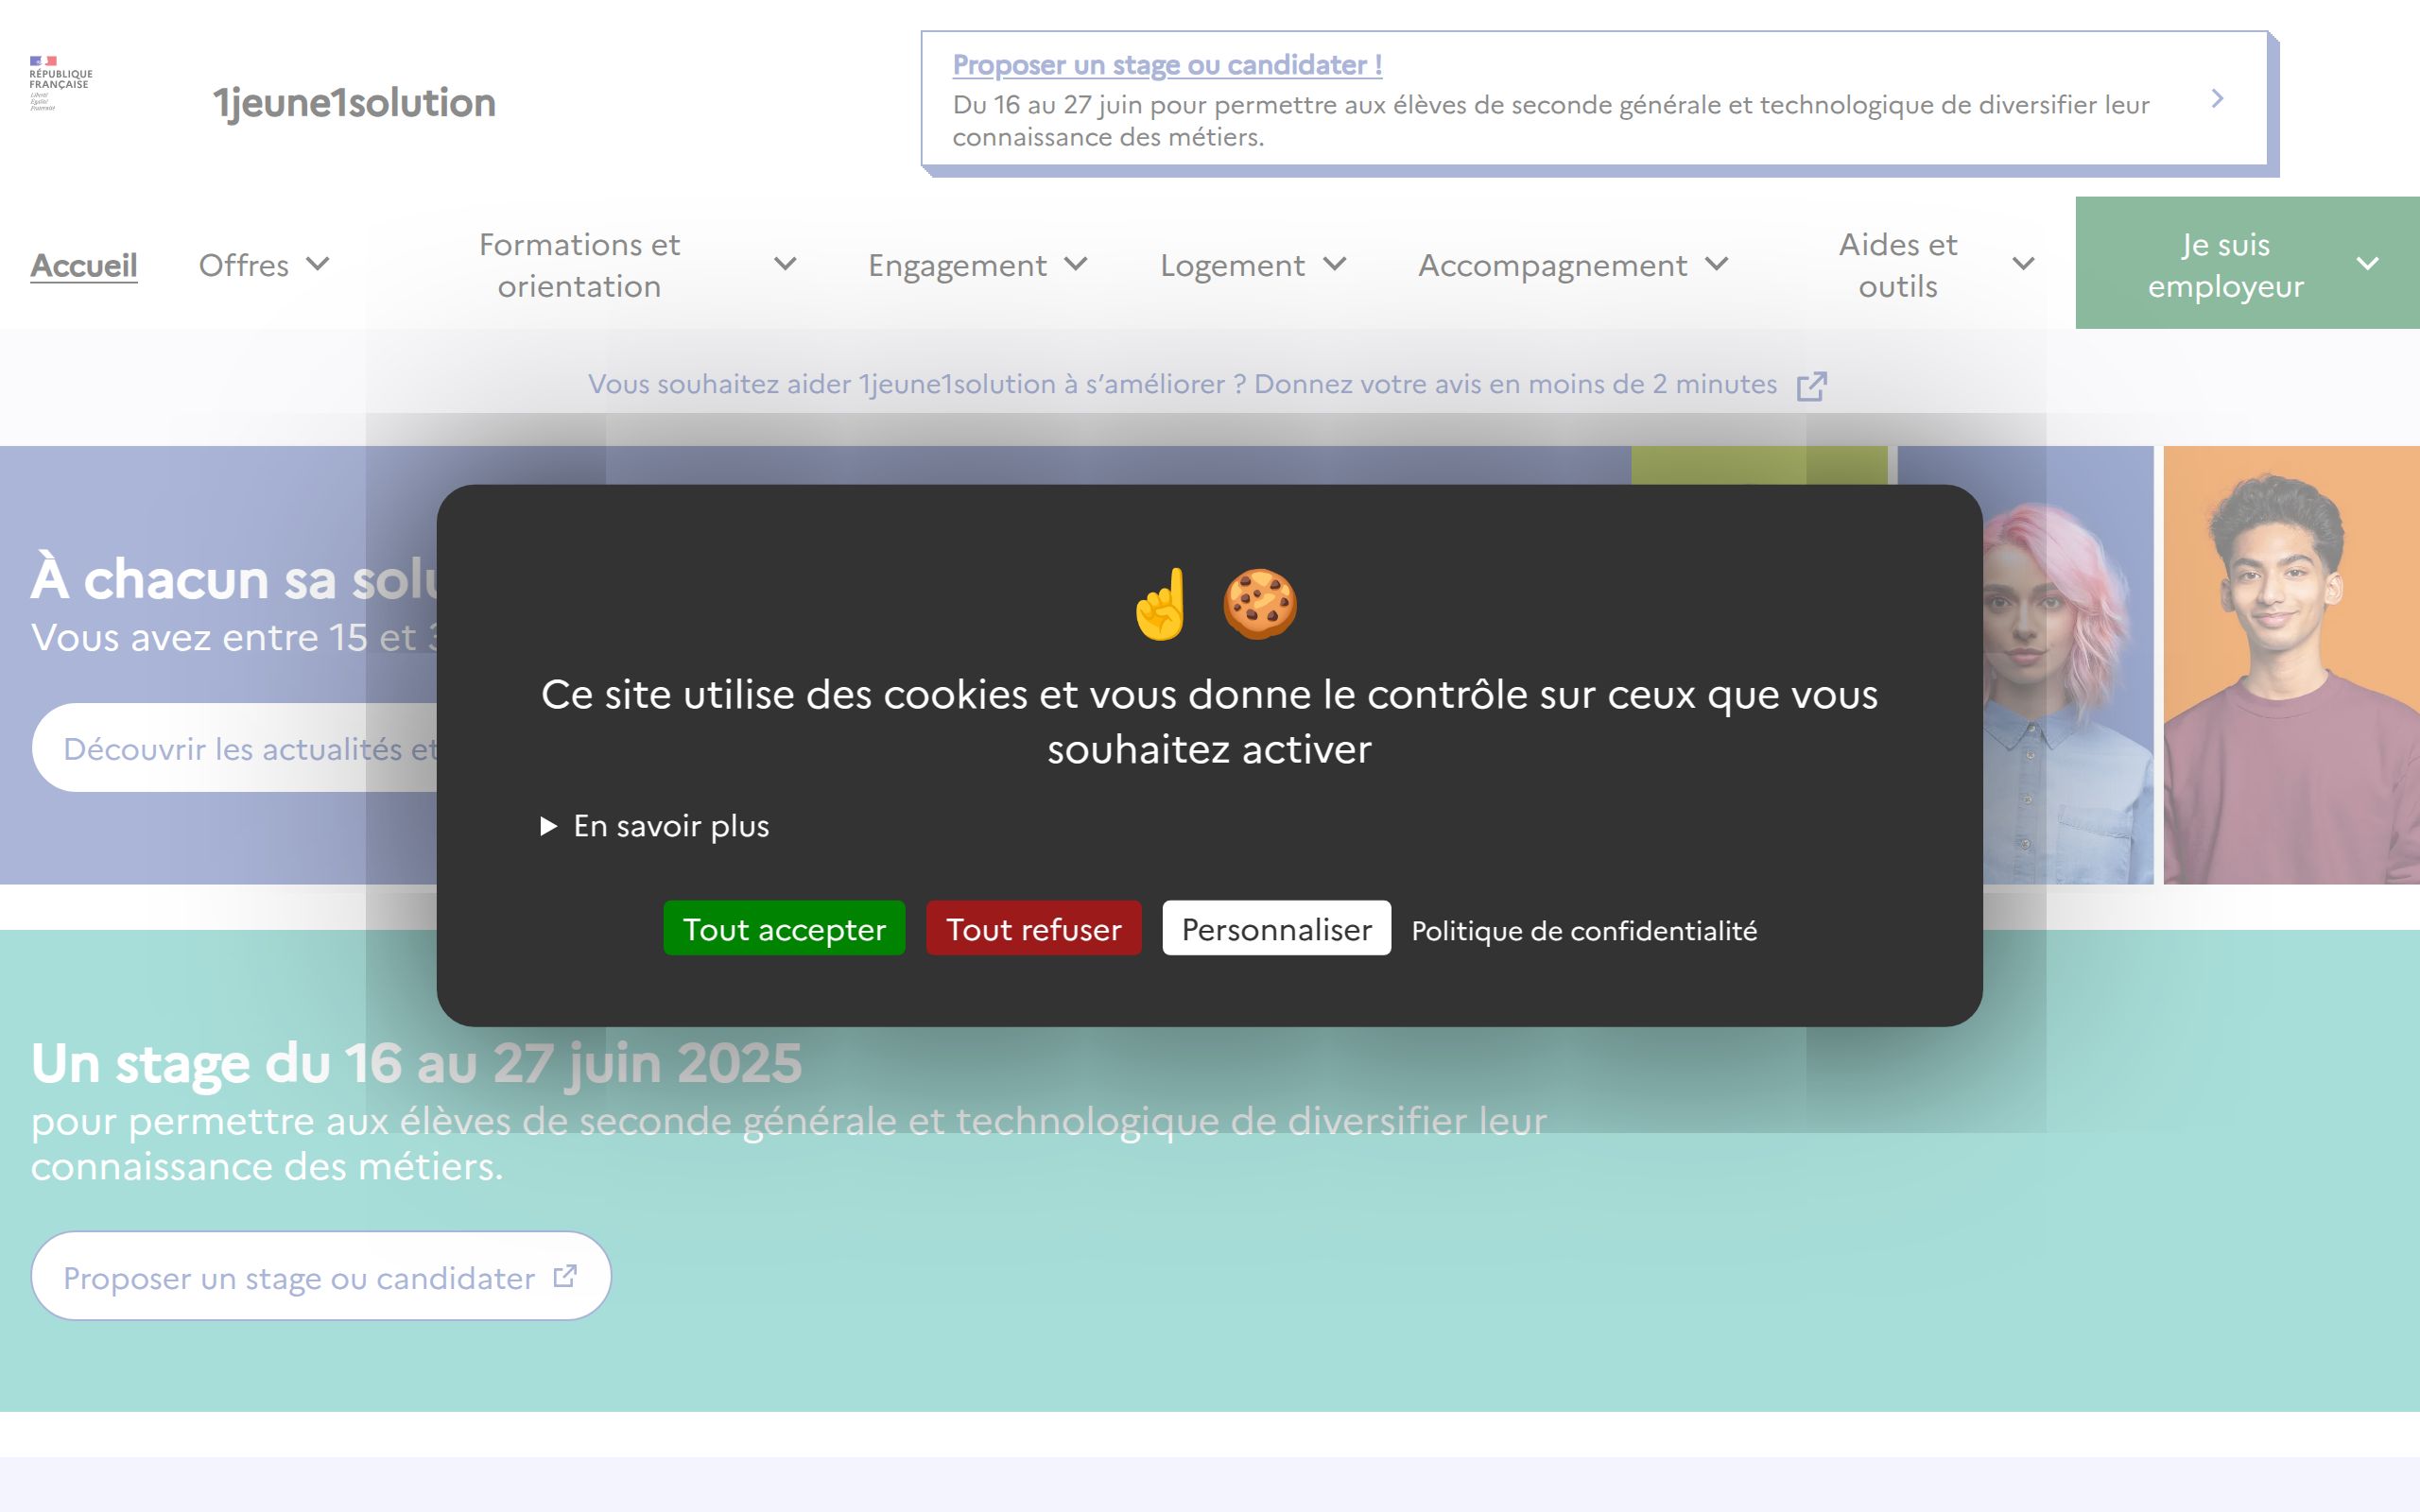 RÉPUBLIQUE
FRANÇAISE
Liberté
Égalité
Fraternité
1jeune1solution
Proposer un stage ou candidater !
Du 16 au 27 juin pour permettre aux élèves de seconde générale et technologique de diversifier leur
connaissance des métiers.
Accueil
Offres
Formations et
orientation
Engagement
Logement
Accompagnement
Aides et
outils
Je suis
employeur
Vous souhaitez aider 1jeune1solution à s’améliorer ? Donnez votre avis en moins de 2 minutes
À chacun sa
Vous avez entre 15 et
Découvrir les actualités et
Ce site utilise des cookies et vous donne le contrôle sur ceux que vous
souhaitez activer
En savoir plus
Tout accepter
Tout refuser
Personnaliser
Politique de confidentialité
Un stage du 16 au 27 juin 2025
pour permettre aux élèves de seconde générale et technologique de diversifier leur
connaissance des métiers.
Proposer un stage ou candidater